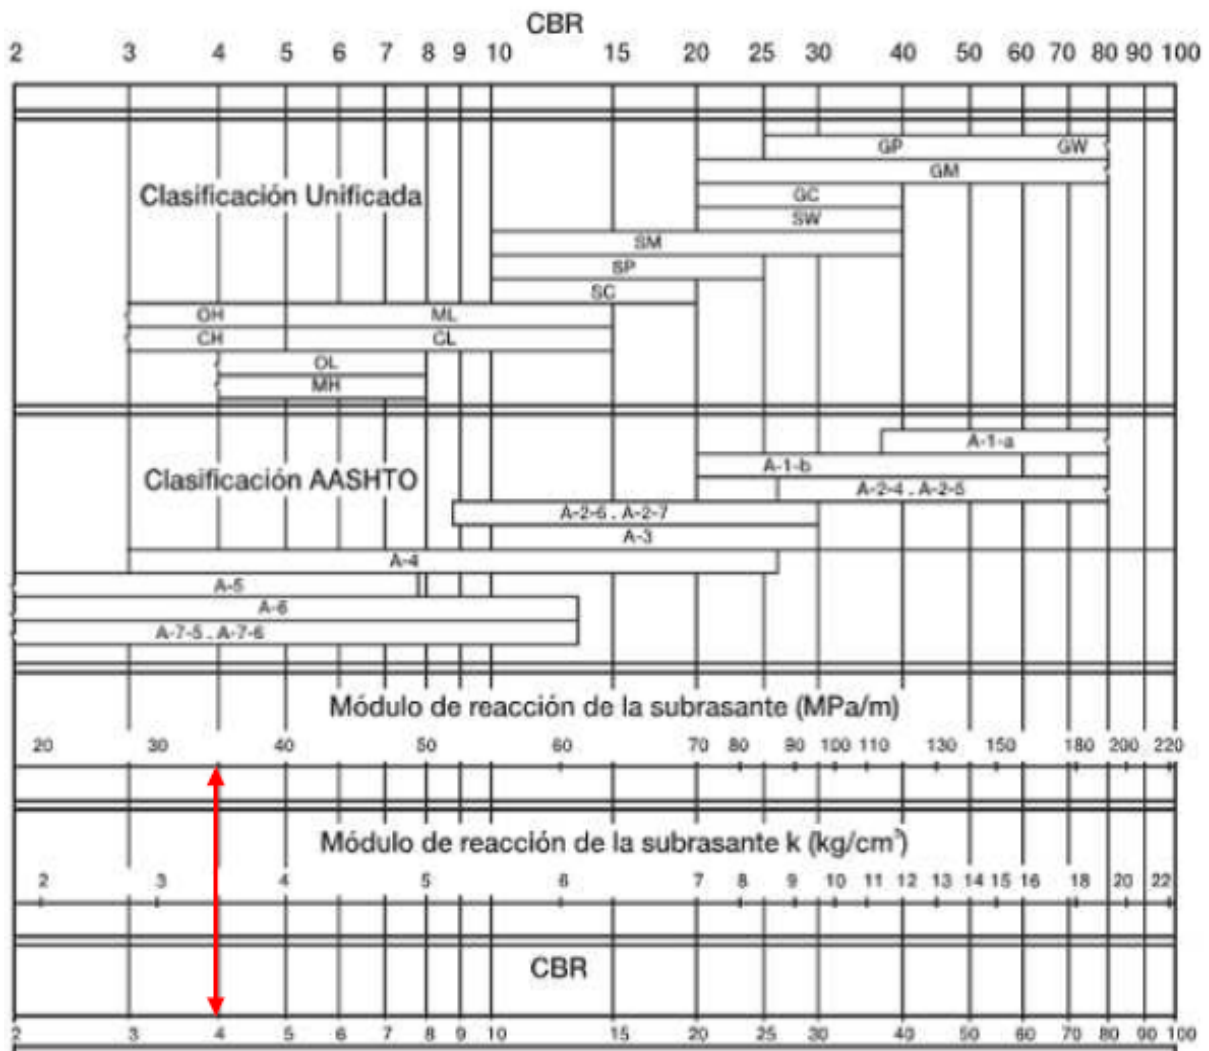 CBR
2 3 4 5 6 7 8 9 10 15 20 25 30 40 50 60 70 80 90 100
GP GW
GM
Clasificación Unificada
GC
SW
SM
SP
SC
OH ML
CH CL
OL
MH
A-1-a
A-1-b
Clasificación AASHTO
A-2-4 . A-2-5
A-2-6 . A-2-7
A-3
A-4
A-5
A-6
A-7-5 . A-7-6
Módulo de reacción de la subrasante (MPa/m)
20 30 40 50 60 70 80 90 100 110 130 150 180 200 220
Módulo de reacción de la subrasante k (kg/cm³)
2 3 4 5 6 7 8 9 10 11 12 13 14 15 16 18 20 22
CBR
2 3 4 5 6 7 8 9 10 15 20 25 30 40 50 60 70 80 90 100